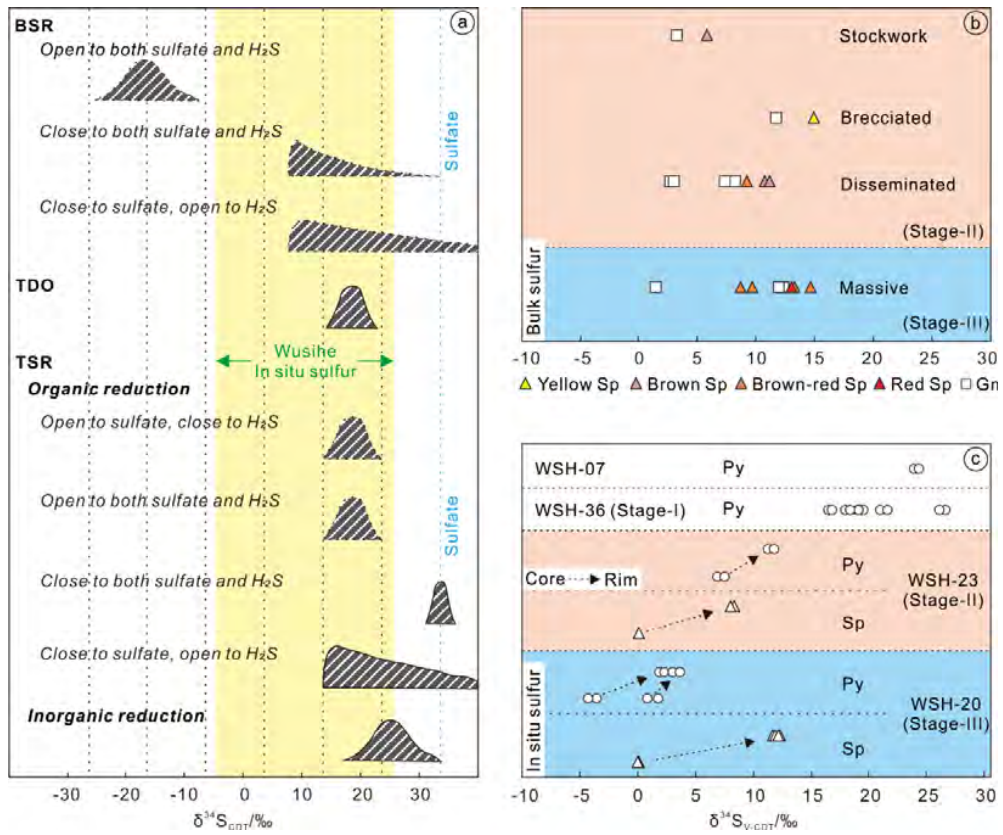 a
BSR
Open to both sulfate and H₂S
Close to both sulfate and H₂S
Sulfate
Close to sulfate, open to H₂S
TDO
Wusihe
In situ sulfur
TSR
Organic reduction
Open to sulfate, close to H₂S
Open to both sulfate and H₂S
Sulfate
Close to both sulfate and H₂S
Close to sulfate, open to H₂S
Inorganic reduction
-30 -20 -10 0 10 20 30
δ³⁴S_CDT/‰
b
Stockwork
Brecciated
Disseminated
(Stage-II)
Bulk sulfur
Massive
(Stage-III)
-10 -5 0 5 10 15 20 25 30
Yellow Sp Brown Sp Brown-red Sp Red Sp Gn
c
WSH-07 Py
WSH-36 (Stage-I) Py
Core Rim
Py
WSH-23
(Stage-II)
Sp
In situ sulfur
Py
WSH-20
(Stage-III)
Sp
-10 -5 0 5 10 15 20 25 30
δ³⁴S_V-CDT/‰